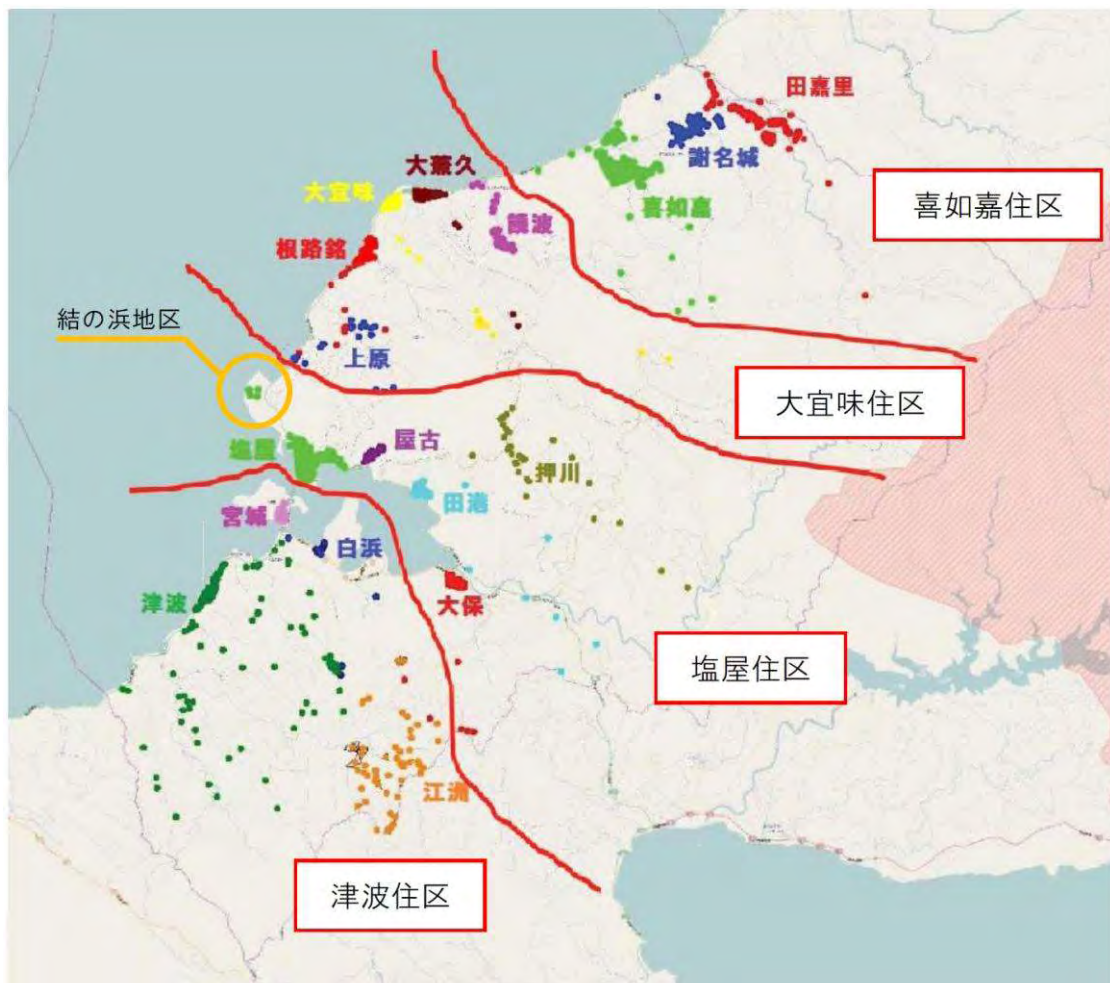 田嘉里
謝名城
喜如嘉
喜如嘉住区
大兼久
大宜味
饒波
根路銘
結の浜地区
上原
大宜味住区
塩屋
屋古
押川
田港
宮城
白浜
津波
大保
塩屋住区
江洲
津波住区